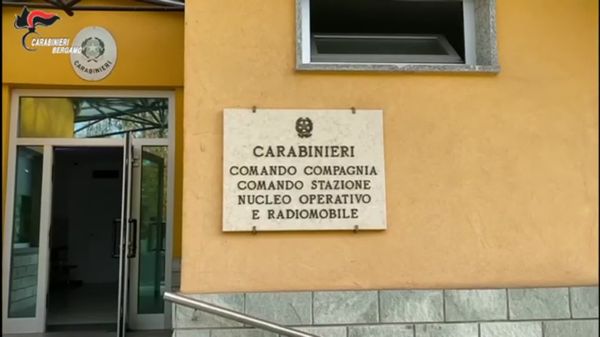 CARABINIERI
BERGAMO
CARABINIERI
CARABINIERI
COMANDO COMPAGNIA
COMANDO STAZIONE
NUCLEO OPERATIVO
E RADIOMOBILE